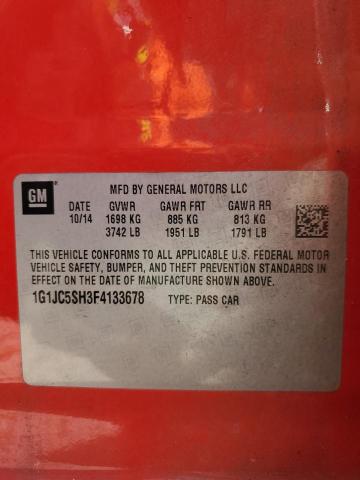 GM
MFD BY GENERAL MOTORS LLC
DATE GVWR GAWR FRT GAWR RR
10/14 1698 KG 885 KG 813 KG
3742 LB 1951 LB 1791 LB
THIS VEHICLE CONFORMS TO ALL APPLICABLE U.S. FEDERAL MOTOR
VEHICLE SAFETY, BUMPER, AND THEFT PREVENTION STANDARDS
IN EFFECT ON THE DATE OF MANUFACTURE SHOWN ABOVE.
1G1JC5SH3F4133678 TYPE: PASS CAR